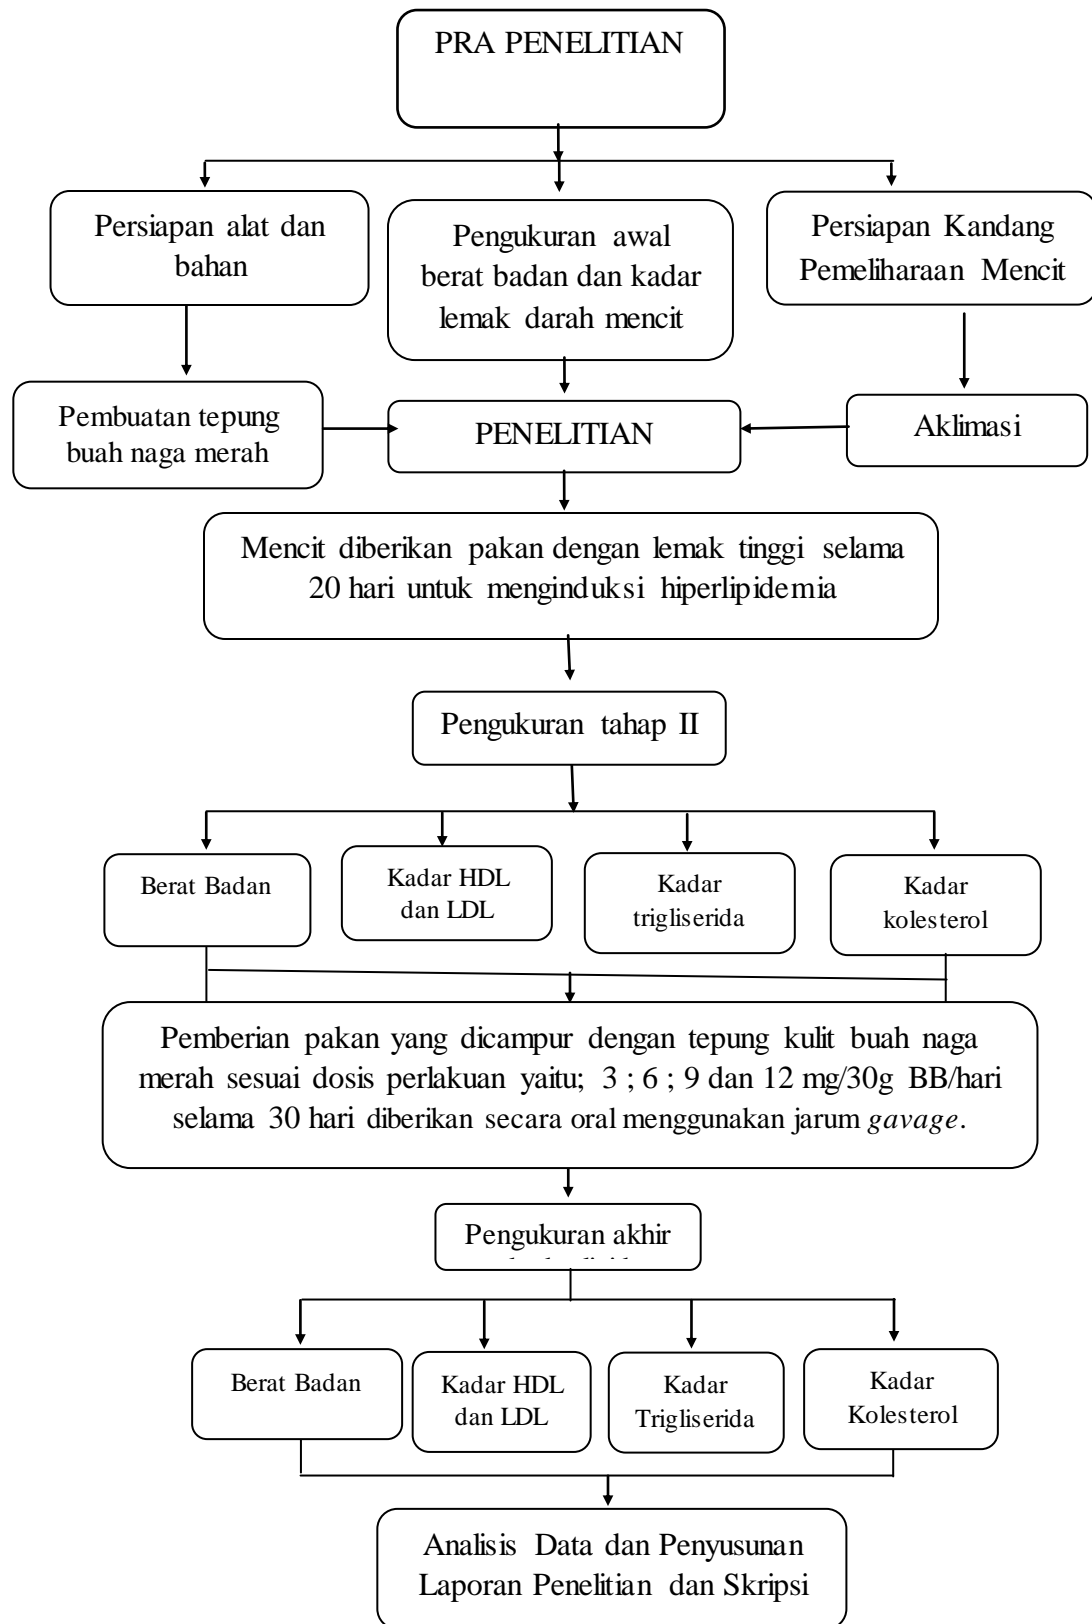 PRA PENELITIAN
Persiapan alat dan
bahan
Pengukuran awal
berat badan dan kadar
lemak darah mencit
Persiapan Kandang
Pemeliharaan Mencit
Pembuatan tepung
buah naga merah
PENELITIAN
Aklimasi
Mencit diberikan pakan dengan lemak tinggi selama
20 hari untuk menginduksi hiperlipidemia
Pengukuran tahap II
Berat Badan
Kadar HDL
dan LDL
Kadar
trigliserida
Kadar
kolesterol
Pemberian pakan yang dicampur dengan tepung kulit buah naga
merah sesuai dosis perlakuan yaitu; 3 ; 6 ; 9 dan 12 mg/30g BB/hari
selama 30 hari diberikan secara oral menggunakan jarum gavage.
Pengukuran akhir
Berat Badan
Kadar HDL
dan LDL
Kadar
Trigliserida
Kadar
Kolesterol
Analisis Data dan Penyusunan
Laporan Penelitian dan Skripsi